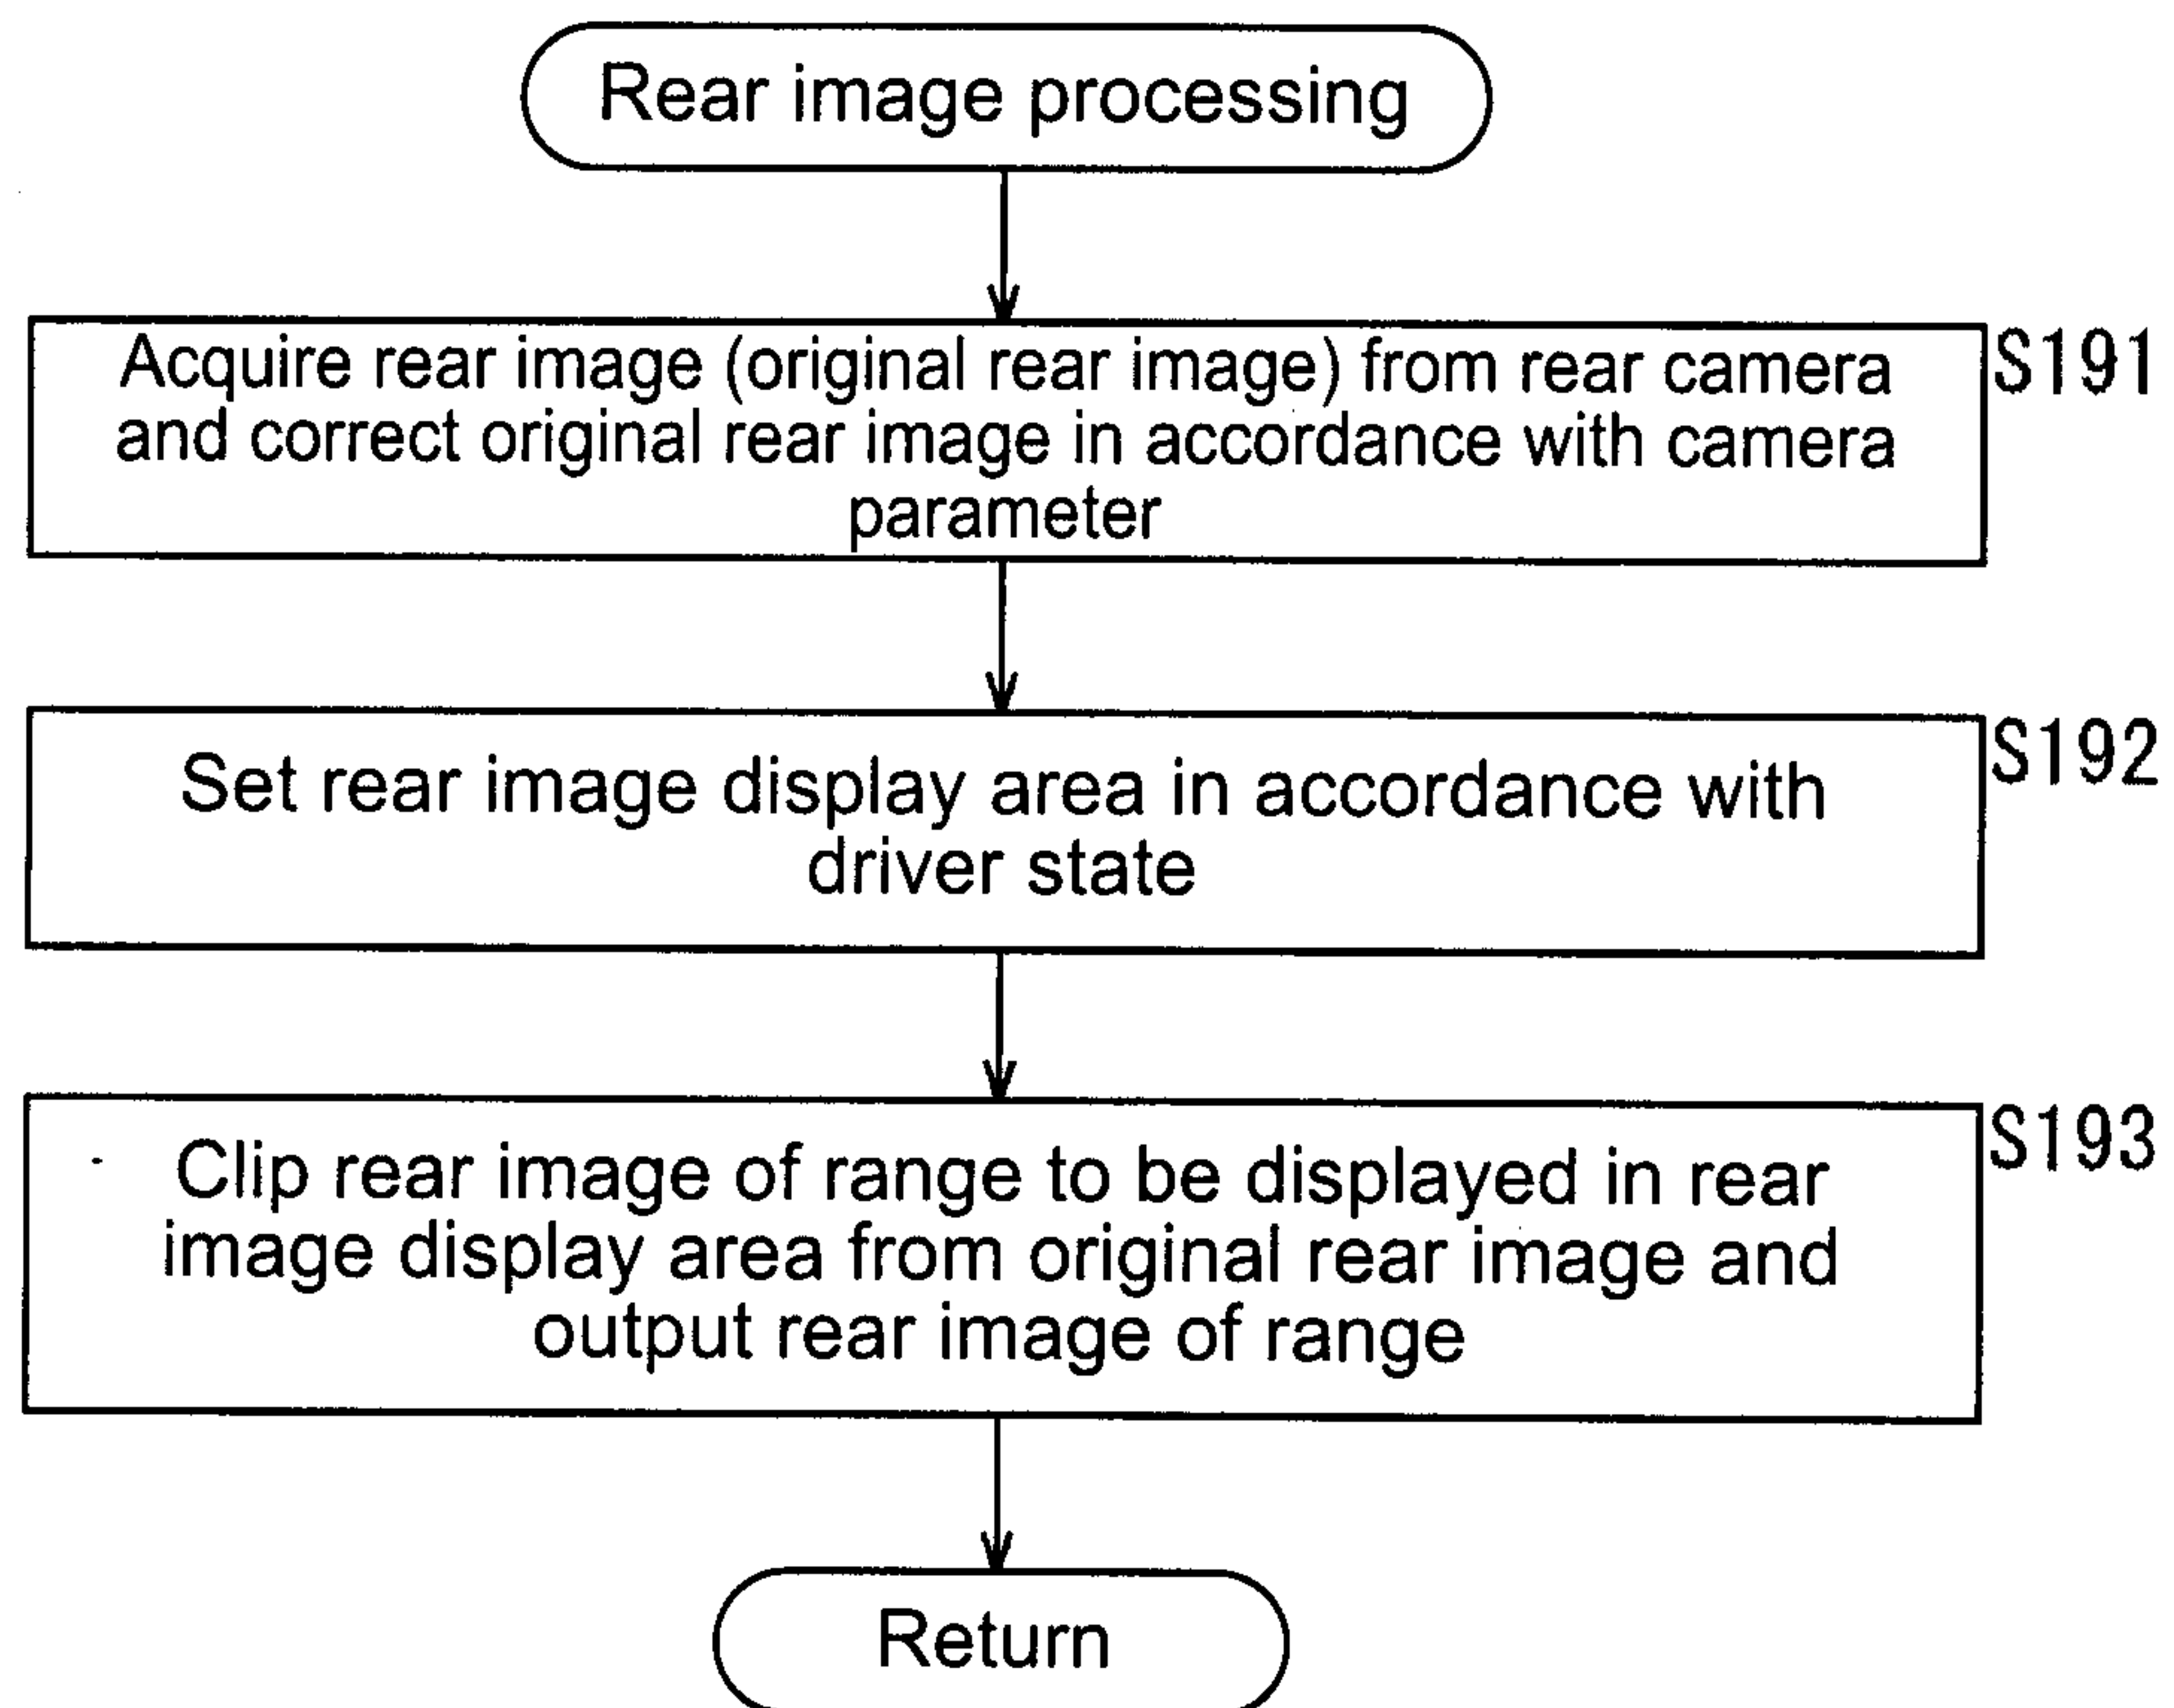 Rear image processing
Acquire rear image (original rear image) from rear camera
and correct original rear image in accordance with camera
parameter
S191
Set rear image display area in accordance with
driver state
S192
Clip rear image of range to be displayed in rear
image display area from original rear image and
output rear image of range
S193
Return